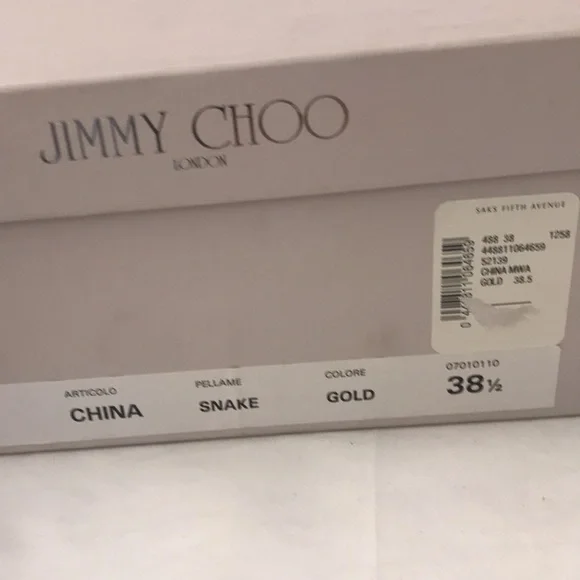 JIMMY CHOO
LONDON
SAKS FIFTH AVENUE
488 38 1258
448811064659
52139
CHINA MWA
GOLD 38.5
ARTICOLO
CHINA
PELLAME
SNAKE
COLORE
GOLD
07010110
38½